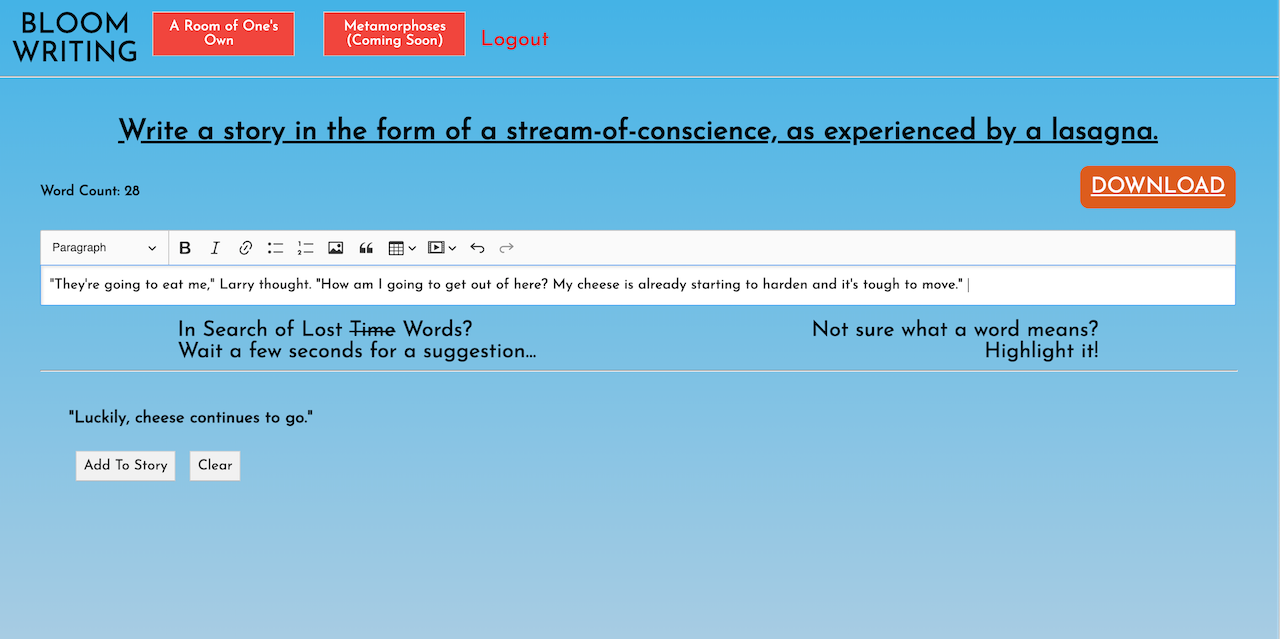 BLOOM
WRITING
A Room of One's
Own
Metamorphoses
(Coming Soon)
Logout
Write a story in the form of a stream-of-conscience, as experienced by a lasagna.
Word Count: 28
DOWNLOAD
Paragraph
"They're going to eat me," Larry thought. "How am I going to get out of here? My cheese is already starting to harden and it's tough to move."
In Search of Lost Time Words?
Wait a few seconds for a suggestion...
Not sure what a word means?
Highlight it!
"Luckily, cheese continues to go."
Add To Story
Clear